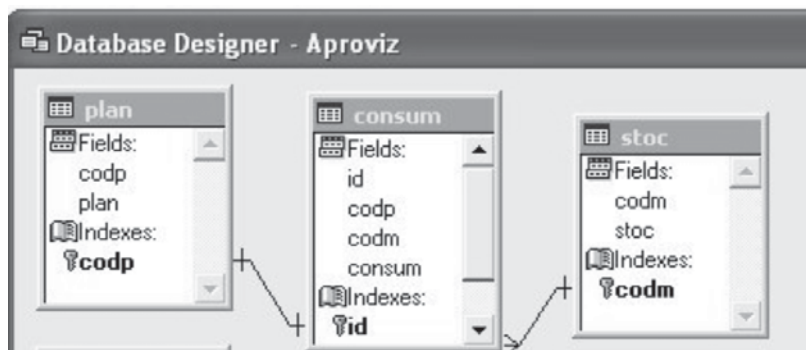 Database Designer - Aproviz
plan
Fields:
codp
plan
Indexes:
codp
consum
Fields:
id
codp
codm
consum
Indexes:
id
stoc
Fields:
codm
stoc
Indexes:
codm